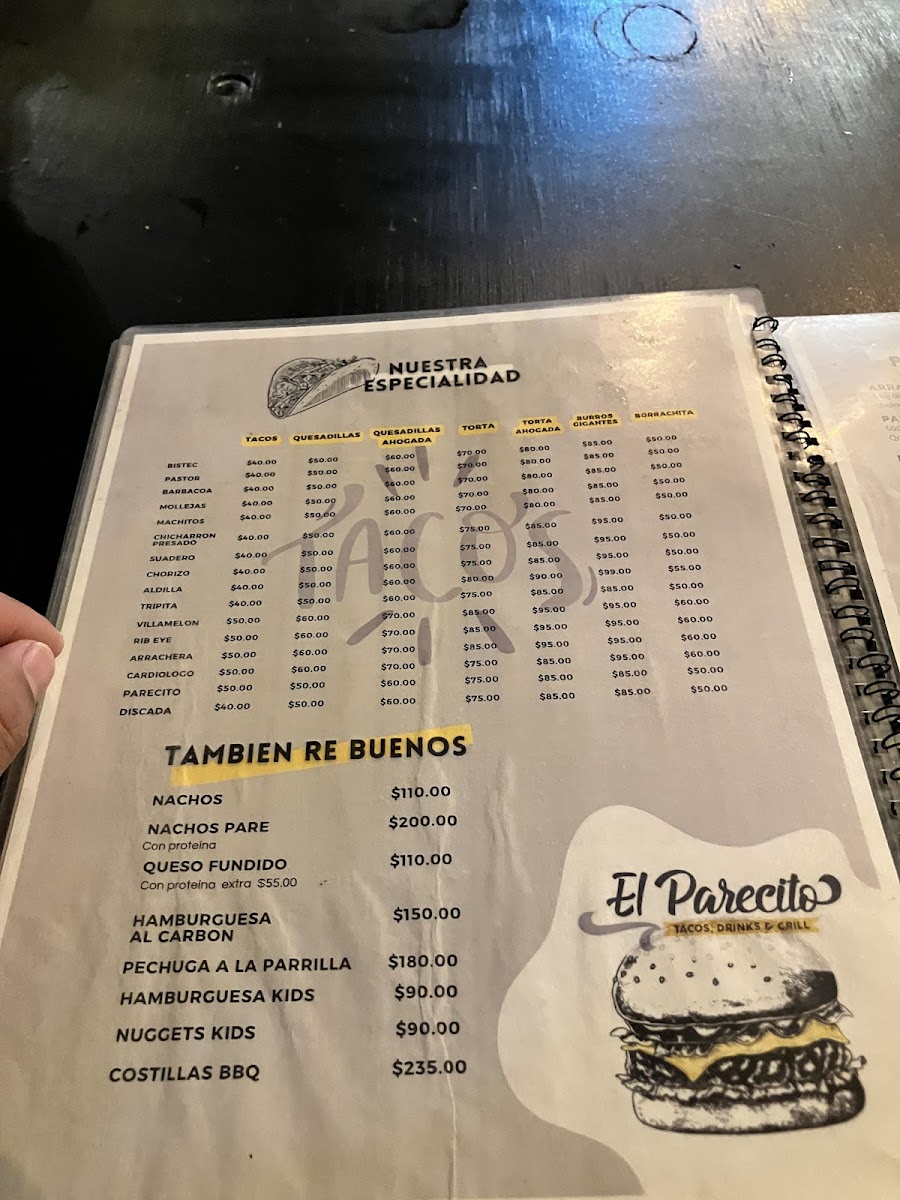 NUESTRA
ESPECIALIDAD
TACOS QUESADILLAS QUESADILLAS AHOGADA TORTA TORTA AHOGADA BURROS GIGANTES BORRACHITA
BISTEC $40.00 $50.00 $60.00 $70.00 $80.00 $85.00 $50.00
PASTOR $40.00 $50.00 $60.00 $70.00 $80.00 $85.00 $50.00
BARBACOA $40.00 $50.00 $60.00 $70.00 $80.00 $85.00 $50.00
MOLLEJAS $40.00 $50.00 $60.00 $70.00 $80.00 $85.00 $50.00
MACHITOS $40.00 $50.00 $60.00 $70.00 $80.00 $85.00 $50.00
CHICHARRON PRESADO $40.00 $50.00 $60.00 $75.00 $85.00 $95.00 $50.00
SUADERO $40.00 $50.00 $60.00 $75.00 $85.00 $95.00 $50.00
CHORIZO $40.00 $50.00 $60.00 $75.00 $85.00 $95.00 $50.00
ALDILLA $40.00 $50.00 $60.00 $80.00 $90.00 $99.00 $55.00
TRIPITA $40.00 $50.00 $60.00 $75.00 $85.00 $85.00 $50.00
VILLAMELON $50.00 $60.00 $70.00 $85.00 $95.00 $95.00 $60.00
RIB EYE $50.00 $60.00 $70.00 $85.00 $95.00 $95.00 $60.00
ARRACHERA $50.00 $60.00 $70.00 $85.00 $95.00 $95.00 $60.00
CARDIOLOGO $50.00 $60.00 $70.00 $75.00 $85.00 $95.00 $60.00
PARECITO $50.00 $50.00 $60.00 $75.00 $85.00 $85.00 $50.00
DISCADA $40.00 $50.00 $60.00 $75.00 $85.00 $85.00 $50.00
TACO'S
TAMBIEN RE BUENOS
NACHOS $110.00
NACHOS PARE $200.00
Con proteina
QUESO FUNDIDO $110.00
Con proteina extra $55.00
HAMBURGUESA
AL CARBON $150.00
PECHUGA A LA PARRILLA $180.00
HAMBURGUESA KIDS $90.00
NUGGETS KIDS $90.00
COSTILLAS BBQ $235.00
El Parecito
TACOS, DRINKS & GRILL